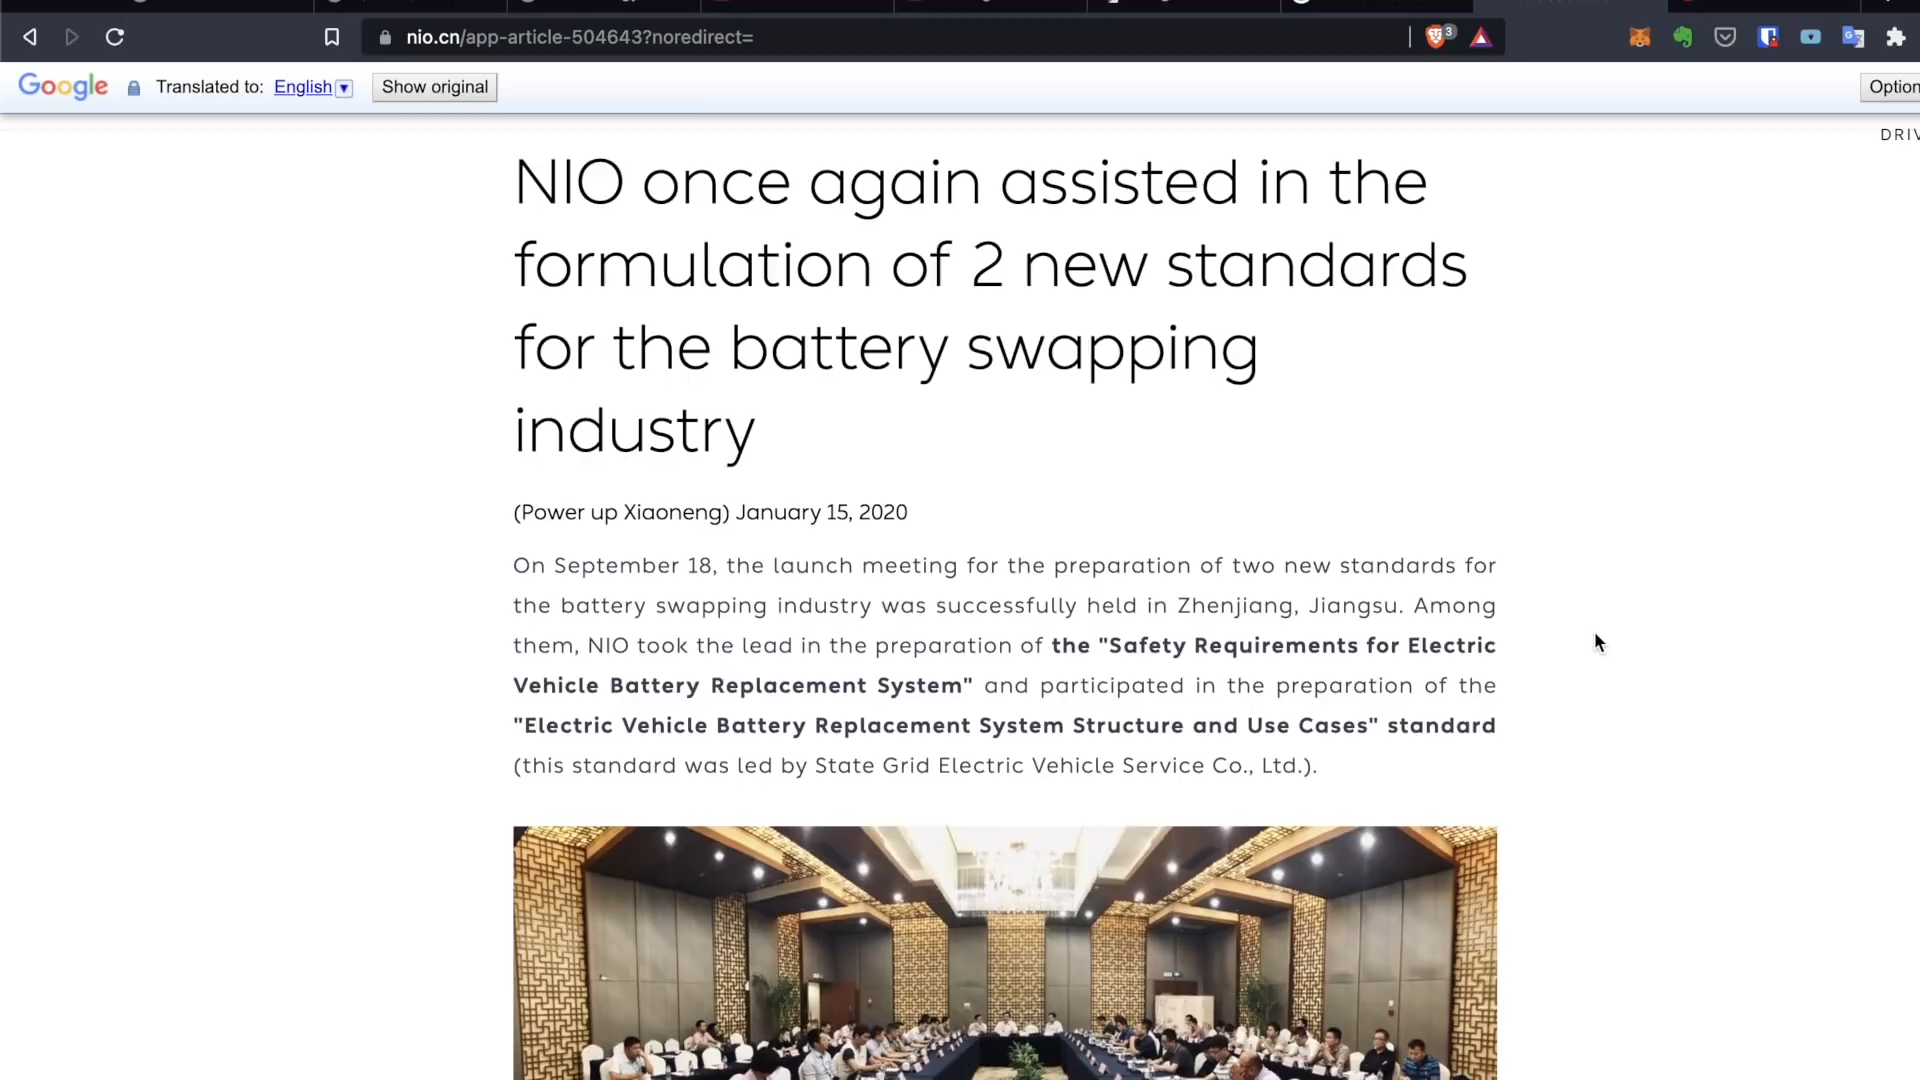 nio.cn/app-article-504643?noredirect=
3
Google
Translated to: English
Show original
Option
DRIV
NIO once again assisted in the
formulation of 2 new standards
for the battery swapping
industry
(Power up Xiaoneng) January 15, 2020
On September 18, the launch meeting for the preparation of two new standards for
the battery swapping industry was successfully held in Zhenjiang, Jiangsu. Among
them, NIO took the lead in the preparation of the "Safety Requirements for Electric
Vehicle Battery Replacement System" and participated in the preparation of the
"Electric Vehicle Battery Replacement System Structure and Use Cases" standard
(this standard was led by State Grid Electric Vehicle Service Co., Ltd.).